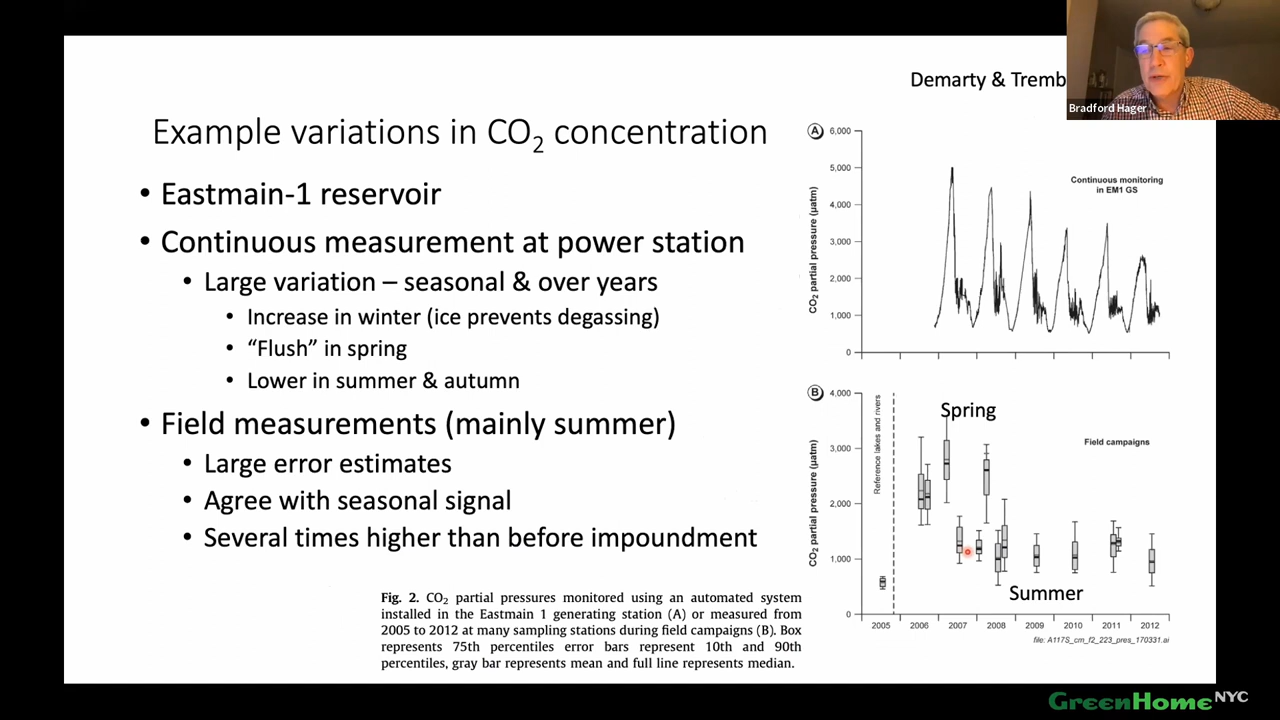 Demarty & Tremb
Bradford Hager
Example variations in CO2 concentration
• Eastmain-1 reservoir
• Continuous measurement at power station
• Large variation – seasonal & over years
• Increase in winter (ice prevents degassing)
• “Flush” in spring
• Lower in summer & autumn
• Field measurements (mainly summer)
• Large error estimates
• Agree with seasonal signal
• Several times higher than before impoundment
Fig. 2. CO2 partial pressures monitored using an automated system
installed in the Eastmain 1 generating station (A) or measured from
2005 to 2012 at many sampling stations during field campaigns (B). Box
represents 75th percentiles error bars represent 10th and 90th
percentiles, gray bar represents mean and full line represents median.
A
6,000
5,000
4,000
3,000
2,000
1,000
0
CO2 partial pressure (µatm)
Continuous monitoring
in EM1 GS
B
4,000
3,000
2,000
1,000
0
CO2 partial pressure (µatm)
Reference lakes and rivers
Spring
Field campaigns
Summer
2005 2006 2007 2008 2009 2010 2011 2012
file: A117S_cm_f2_223_pres_170331.ai
GreenHomeNYC